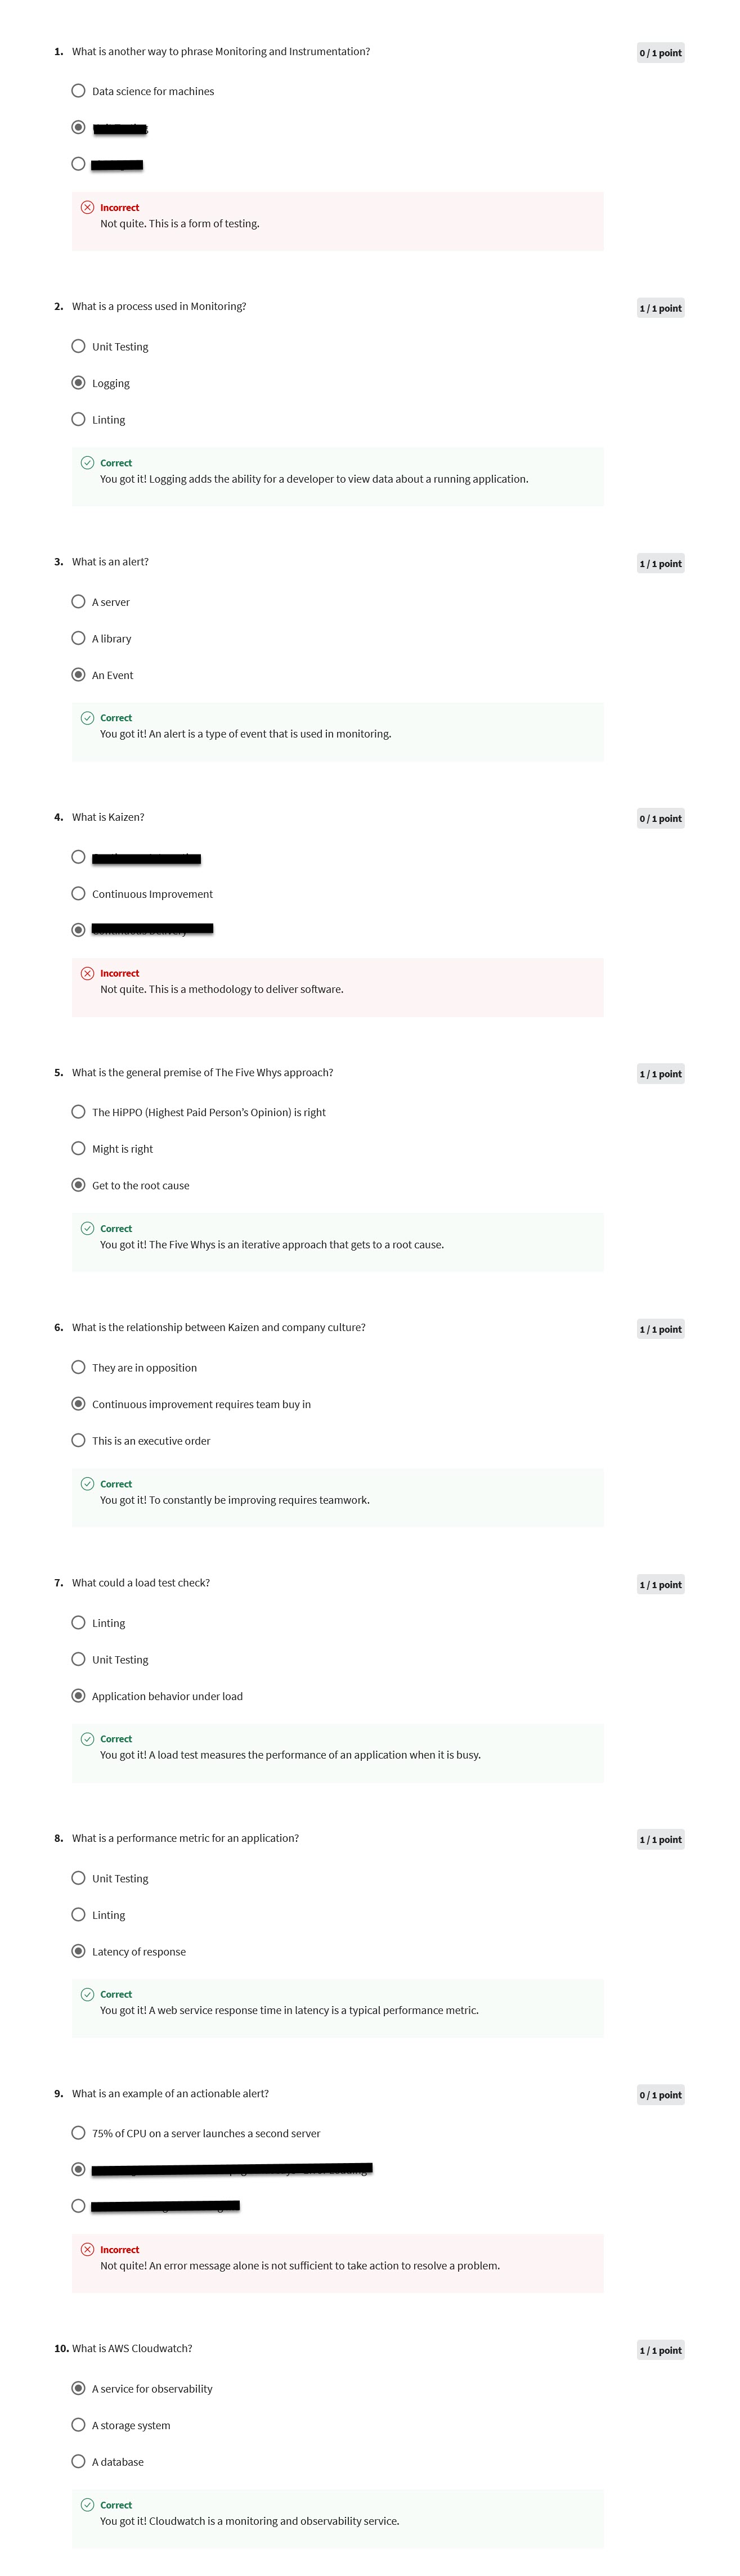 1. What is another way to phrase Monitoring and Instrumentation?
0 / 1 point
Data science for machines
Incorrect
Not quite. This is a form of testing.
2. What is a process used in Monitoring?
1 / 1 point
Unit Testing
Logging
Linting
Correct
You got it! Logging adds the ability for a developer to view data about a running application.
3. What is an alert?
1 / 1 point
A server
A library
An Event
Correct
You got it! An alert is a type of event that is used in monitoring.
4. What is Kaizen?
0 / 1 point
Continuous Improvement
Incorrect
Not quite. This is a methodology to deliver software.
5. What is the general premise of The Five Whys approach?
1 / 1 point
The HiPPO (Highest Paid Person’s Opinion) is right
Might is right
Get to the root cause
Correct
You got it! The Five Whys is an iterative approach that gets to a root cause.
6. What is the relationship between Kaizen and company culture?
1 / 1 point
They are in opposition
Continuous improvement requires team buy in
This is an executive order
Correct
You got it! To constantly be improving requires teamwork.
7. What could a load test check?
1 / 1 point
Linting
Unit Testing
Application behavior under load
Correct
You got it! A load test measures the performance of an application when it is busy.
8. What is a performance metric for an application?
1 / 1 point
Unit Testing
Linting
Latency of response
Correct
You got it! A web service response time in latency is a typical performance metric.
9. What is an example of an actionable alert?
0 / 1 point
75% of CPU on a server launches a second server
Incorrect
Not quite! An error message alone is not sufficient to take action to resolve a problem.
10. What is AWS Cloudwatch?
1 / 1 point
A service for observability
A storage system
A database
Correct
You got it! Cloudwatch is a monitoring and observability service.